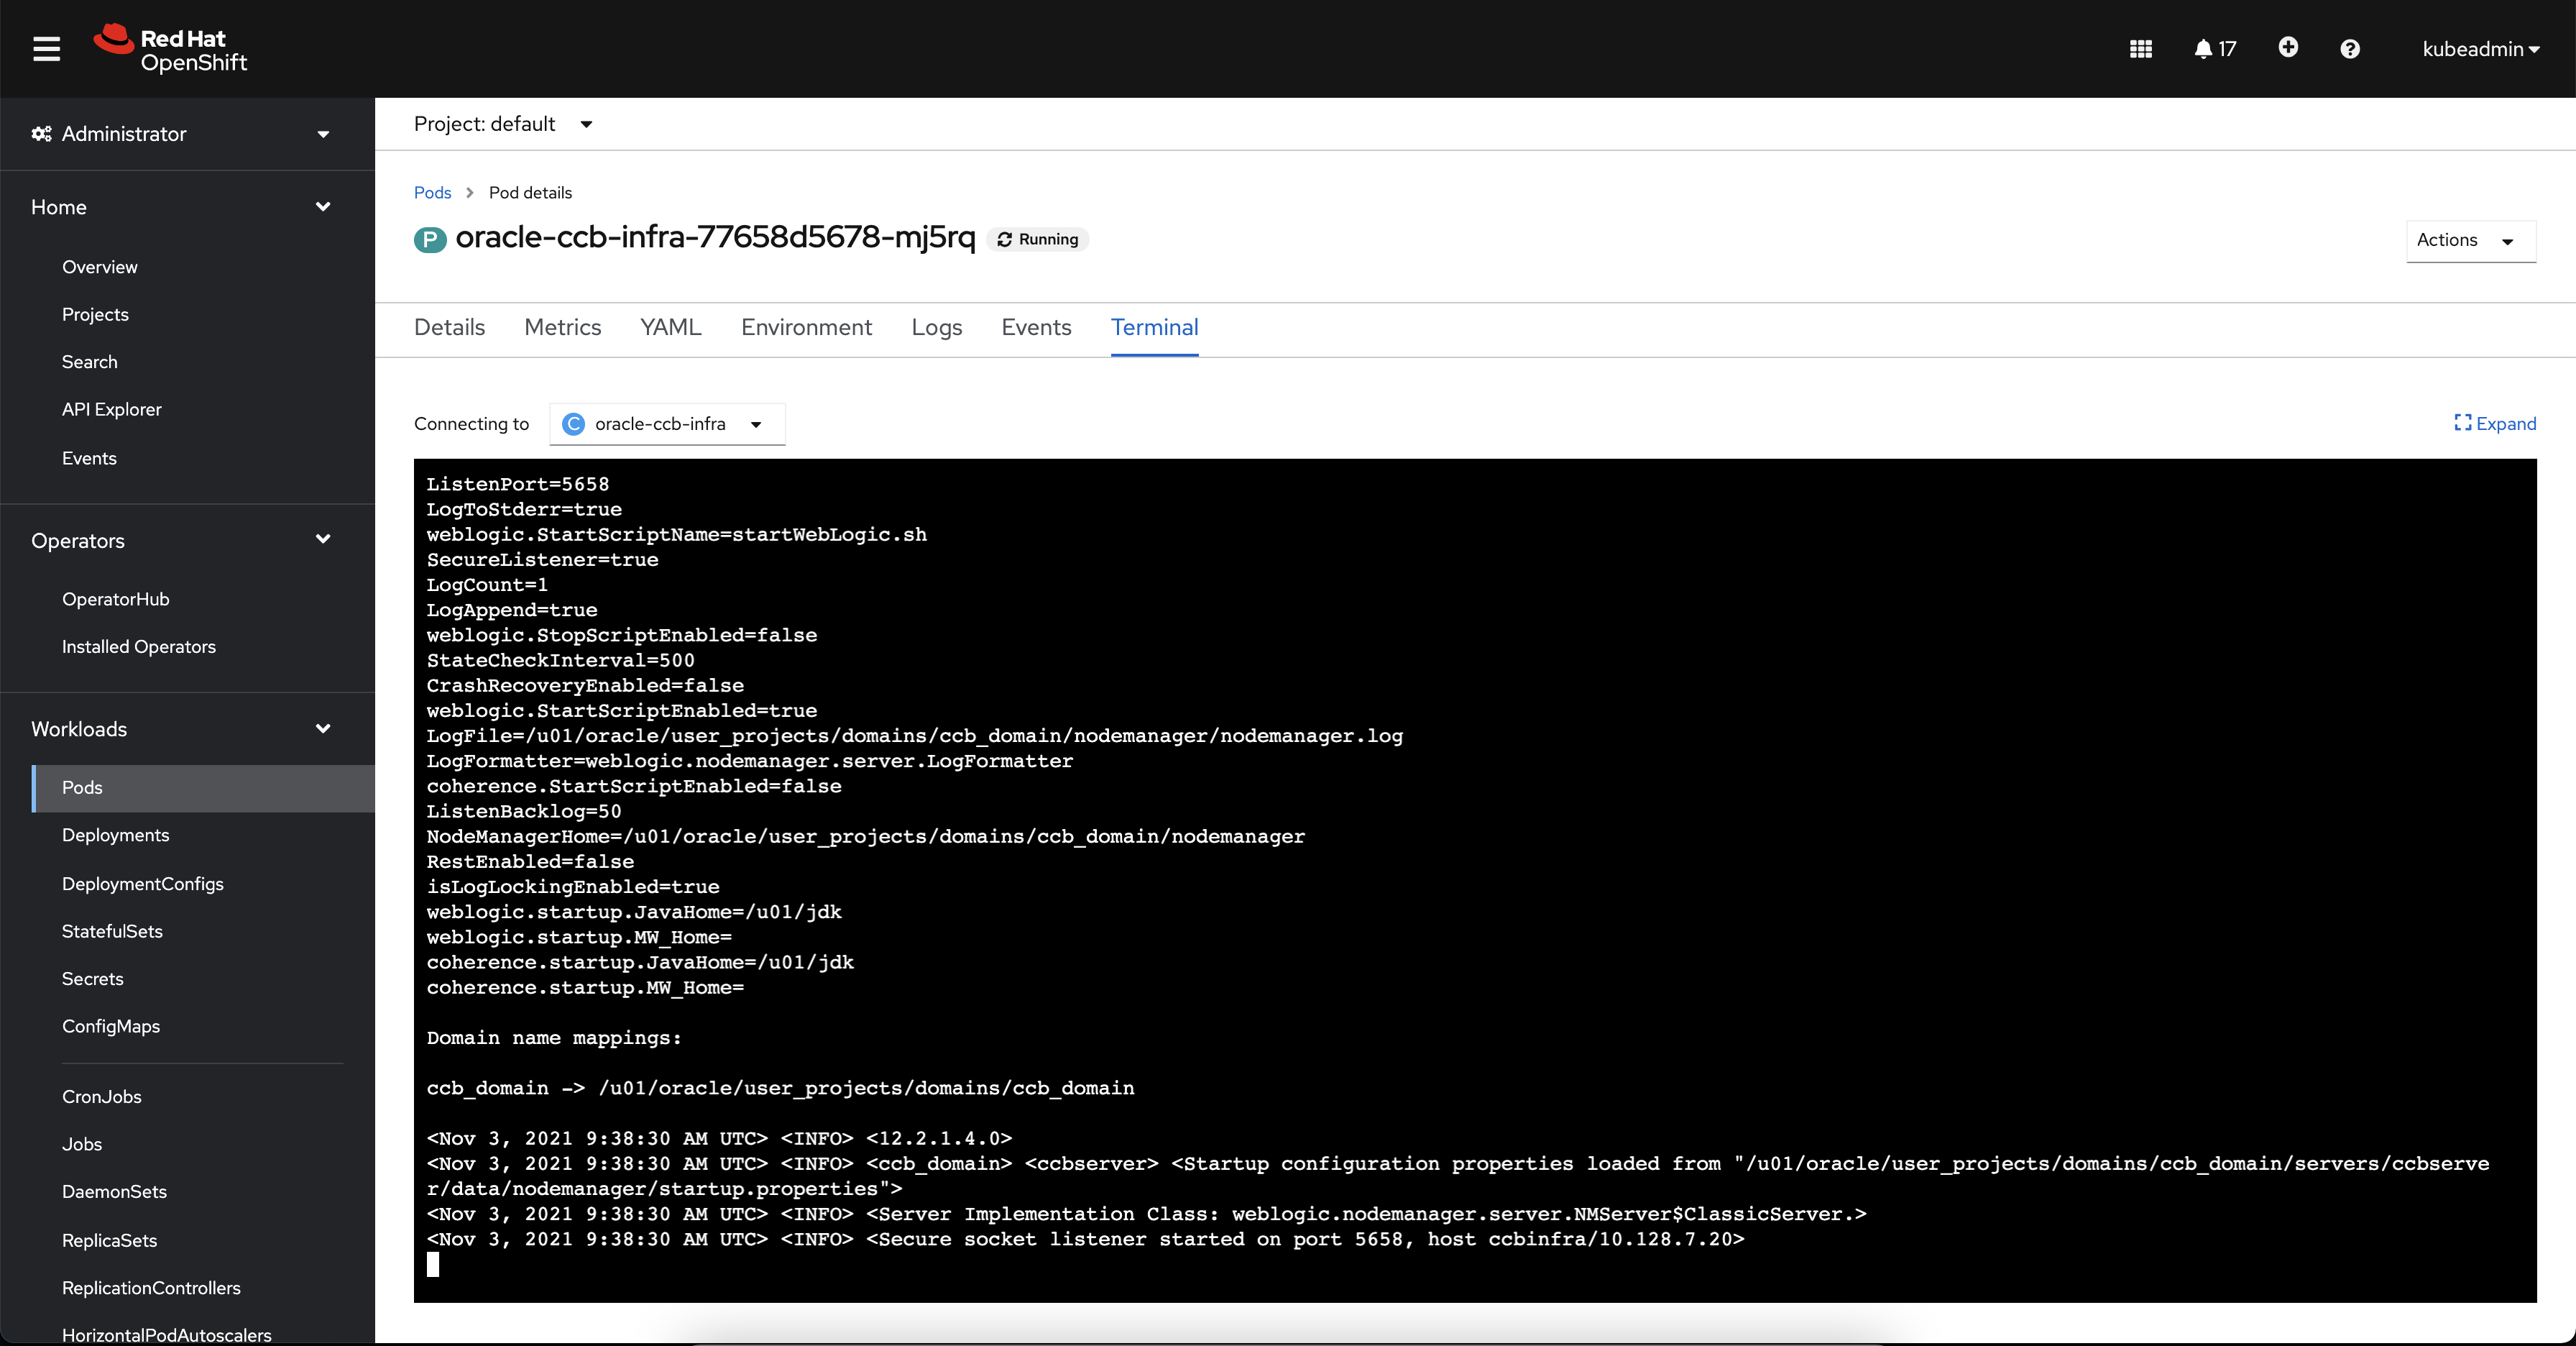 Red Hat
OpenShift
17
kubeadmin
Administrator
Home
Overview
Projects
Search
API Explorer
Events
Operators
OperatorHub
Installed Operators
Workloads
Pods
Deployments
DeploymentConfigs
StatefulSets
Secrets
ConfigMaps
CronJobs
Jobs
DaemonSets
ReplicaSets
ReplicationControllers
HorizontalPodAutoscalers
Project: default
Pods > Pod details
P oracle-ccb-infra-77658d5678-mj5rq Running
Actions
Details Metrics YAML Environment Logs Events Terminal
Connecting to C oracle-ccb-infra
Expand
ListenPort=5658
LogToStderr=true
weblogic.StartScriptName=startWebLogic.sh
SecureListener=true
LogCount=1
LogAppend=true
weblogic.StopScriptEnabled=false
StateCheckInterval=500
CrashRecoveryEnabled=false
weblogic.StartScriptEnabled=true
LogFile=/u01/oracle/user_projects/domains/ccb_domain/nodemanager/nodemanager.log
LogFormatter=weblogic.nodemanager.server.LogFormatter
coherence.StartScriptEnabled=false
ListenBacklog=50
NodeManagerHome=/u01/oracle/user_projects/domains/ccb_domain/nodemanager
RestEnabled=false
isLogLockingEnabled=true
weblogic.startup.JavaHome=/u01/jdk
weblogic.startup.MW_Home=
coherence.startup.JavaHome=/u01/jdk
coherence.startup.MW_Home=
Domain name mappings:
ccb_domain -> /u01/oracle/user_projects/domains/ccb_domain
<Nov 3, 2021 9:38:30 AM UTC> <INFO> <12.2.1.4.0>
<Nov 3, 2021 9:38:30 AM UTC> <INFO> <ccb_domain> <ccbserver> <Startup configuration properties loaded from "/u01/oracle/user_projects/domains/ccb_domain/servers/ccbserve
r/data/nodemanager/startup.properties">
<Nov 3, 2021 9:38:30 AM UTC> <INFO> <Server Implementation Class: weblogic.nodemanager.server.NMServer$ClassicServer.>
<Nov 3, 2021 9:38:30 AM UTC> <INFO> <Secure socket listener started on port 5658, host ccbinfra/10.128.7.20>